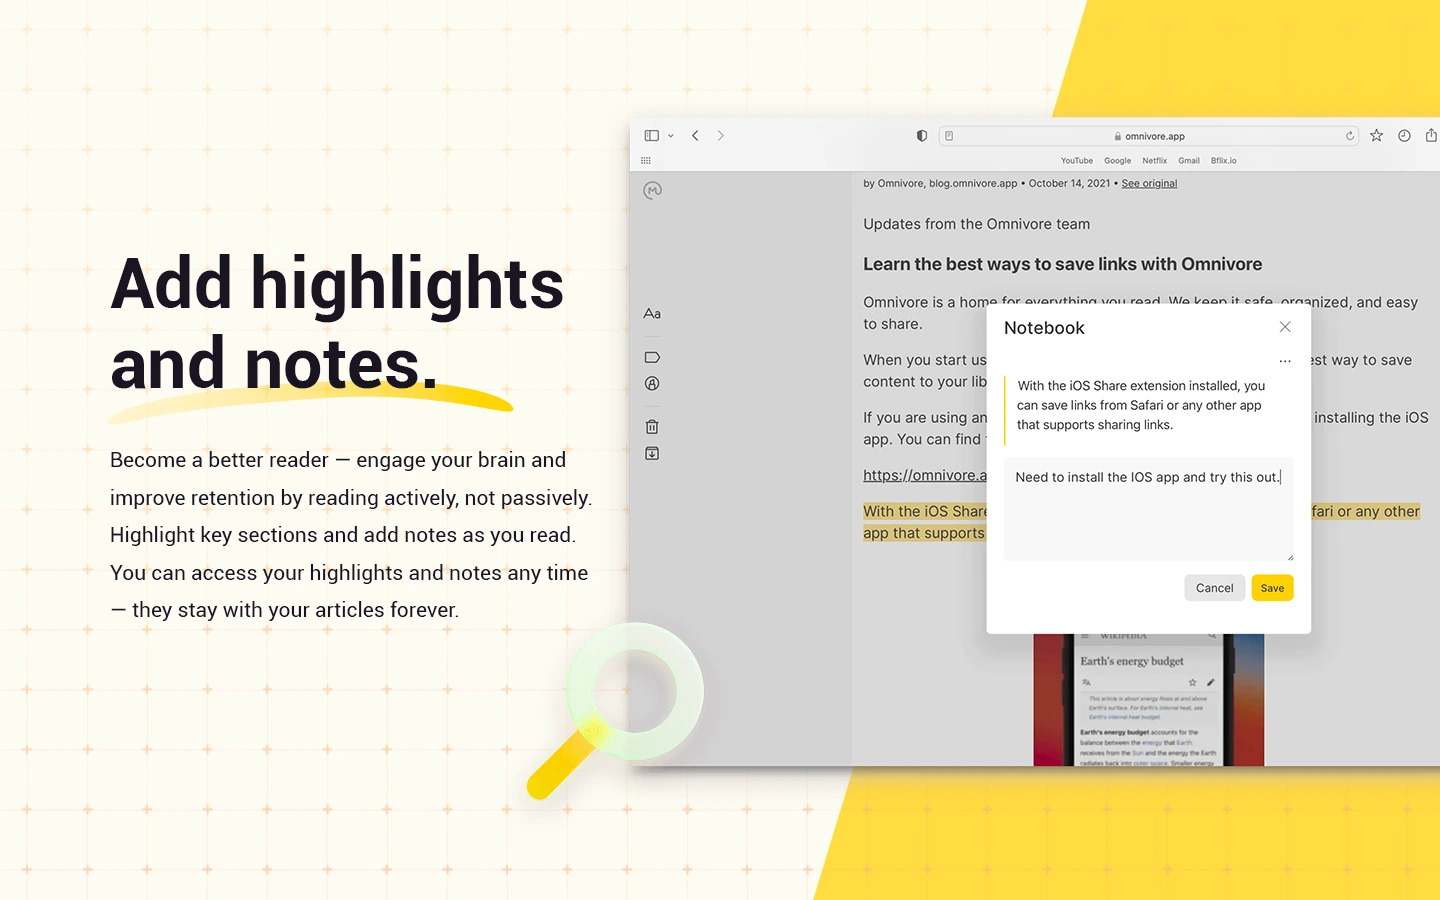 Add highlights
and notes.
Become a better reader — engage your brain and
improve retention by reading actively, not passively.
Highlight key sections and add notes as you read.
You can access your highlights and notes any time
— they stay with your articles forever.
omnivore.app
YouTube Google Netflix Gmail Bflix.io
by Omnivore, blog.omnivore.app • October 14, 2021 • See original
Updates from the Omnivore team
Learn the best ways to save links with Omnivore
Omnivore is a home for everything you read. We keep it safe, organized, and easy
to share.
When you start us
est way to save
content to your lib
If you are using an
installing the iOS
app. You can find
https://omnivore.a
With the iOS Share
fari or any other
app that supports
Aa
Notebook
...
With the iOS Share extension installed, you
can save links from Safari or any other app
that supports sharing links.
Need to install the IOS app and try this out.
Cancel Save
WIKIPEDIA
Earth's energy budget
This article is about energy flows at and above
Earth's surface. For Earth's internal heat, see
Earth's internal heat budget.
Earth's energy budget accounts for the
balance between the energy that Earth
receives from the Sun and the energy the Earth
radiates back into outer space. Smaller energy